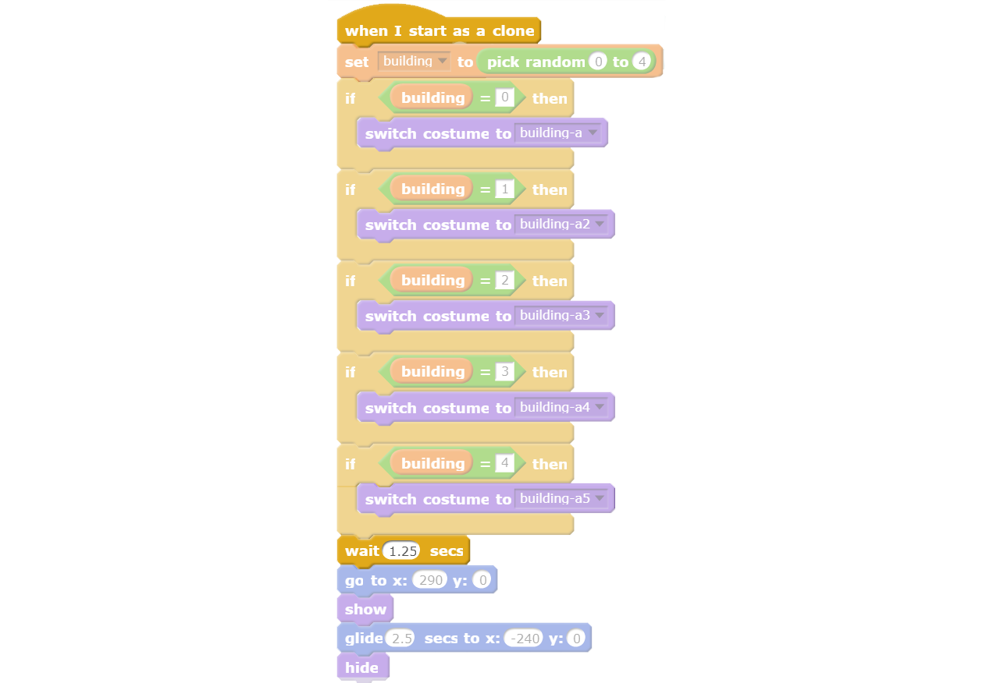 when I start as a clone
set building to pick random 0 to 4
if building = 0 then
switch costume to building-a
if building = 1 then
switch costume to building-a2
if building = 2 then
switch costume to building-a3
if building = 3 then
switch costume to building-a4
if building = 4 then
switch costume to building-a5
wait 1.25 secs
go to x: 290 y: 0
show
glide 2.5 secs to x: -240 y: 0
hide